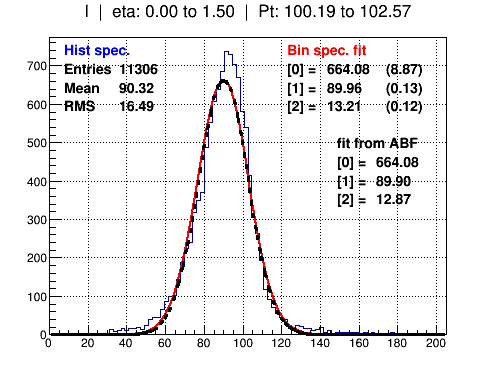 I | eta: 0.00 to 1.50 | Pt: 100.19 to 102.57
Hist spec.
Entries 11306
Mean 90.32
RMS 16.49
Bin spec. fit
[0] = 664.08 (8.87)
[1] = 89.96 (0.13)
[2] = 13.21 (0.12)
fit from ABF
[0] = 664.08
[1] = 89.90
[2] = 12.87
700
600
500
400
300
200
100
0
0 20 40 60 80 100 120 140 160 180 200